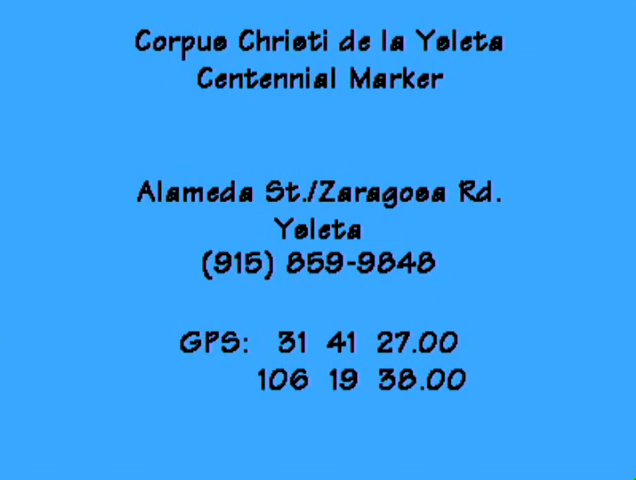 Corpus Christi de la Ysleta
Centennial Marker
Alameda St./Zaragosa Rd.
Ysleta
(915) 859-9848
GPS: 31 41 27.00
106 19 38.00